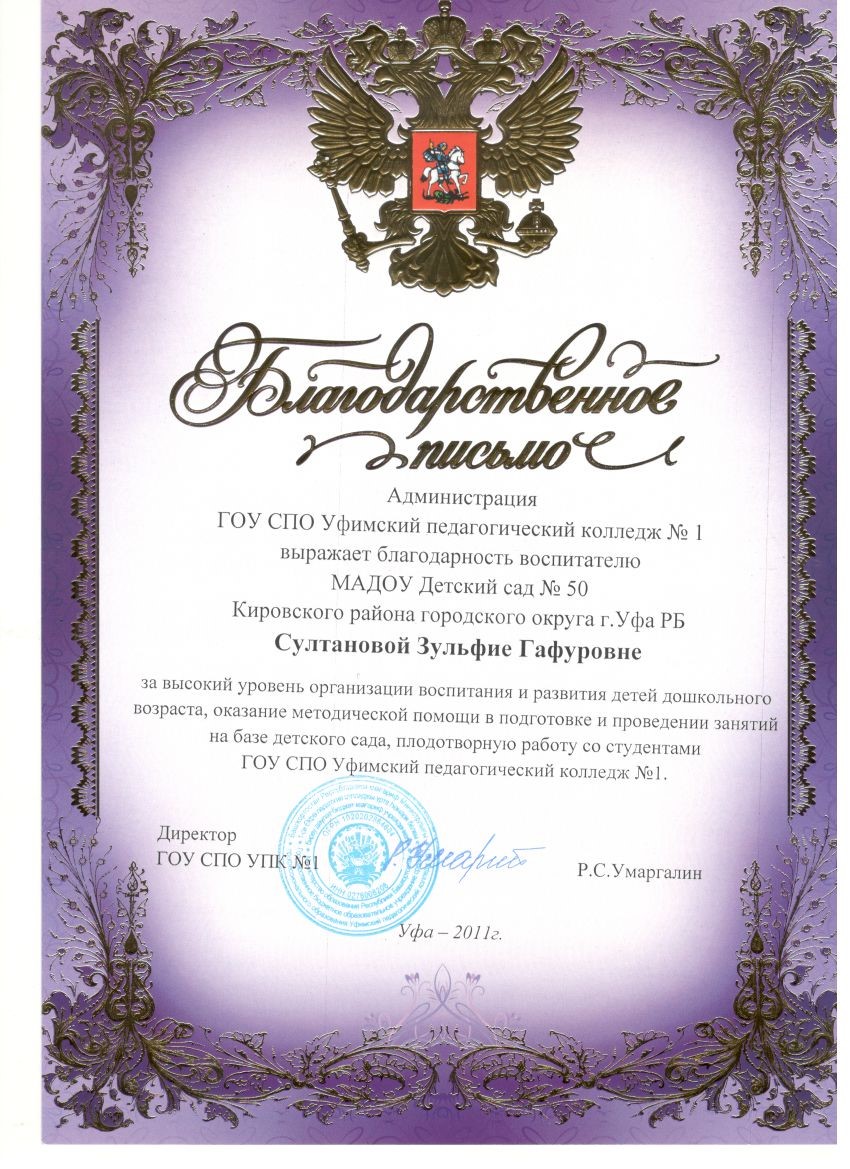 Благодарственное
письмо
Администрация
ГОУ СПО Уфимский педагогический колледж № 1
выражает благодарность воспитателю
МАДОУ Детский сад № 50
Кировского района городского округа г.Уфа РБ
Султановой Зульфие Гафуровне
за высокий уровень организации воспитания и развития детей дошкольного
возраста, оказание методической помощи в подготовке и проведении занятий
на базе детского сада, плодотворную работу со студентами
ГОУ СПО Уфимский педагогический колледж №1.
Директор
ГОУ СПО УПК №1
Р.С.Умаргалин
Уфа – 2011г.